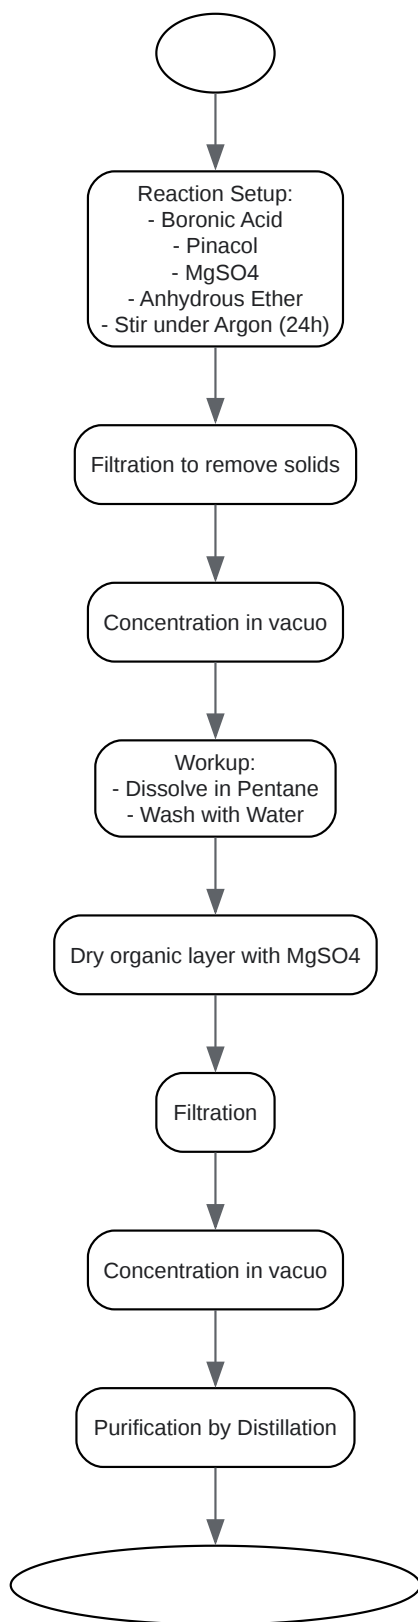 Reaction Setup:
- Boronic Acid
- Pinacol
- MgSO4
- Anhydrous Ether
- Stir under Argon (24h)
Filtration to remove solids
Concentration in vacuo
Workup:
- Dissolve in Pentane
- Wash with Water
Dry organic layer with MgSO4
Filtration
Concentration in vacuo
Purification by Distillation